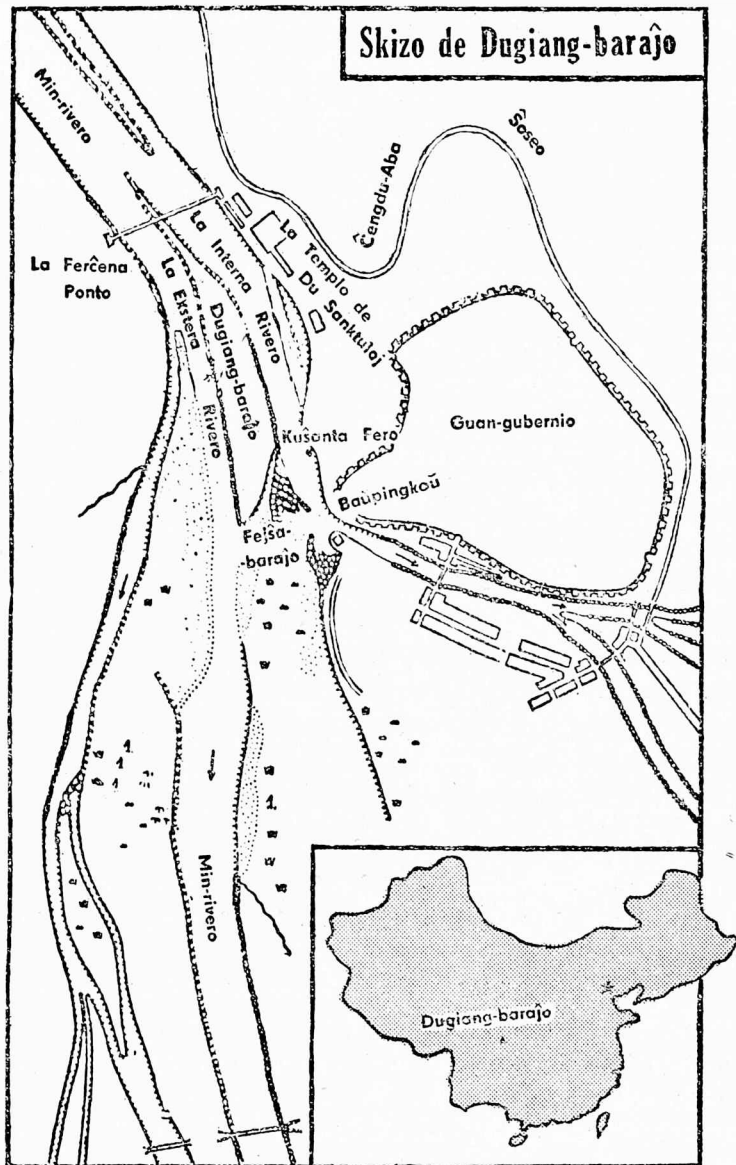 Skizo de Dugiang-barajo
Min-rivero
Ŝoseo
Ĉengdu-Aba
La Ferĉena
Ponto
La Interna
Rivero
La Templo de
Du Sanktuloj
La Ekstera
Rivero
Dugiang-baraĵo
Kuŝanta Fero
Guan-gubernio
Baŭpingkoŭ
Fejŝa-
-baraĵo
Min-rivero
Dugiang-baraĵo